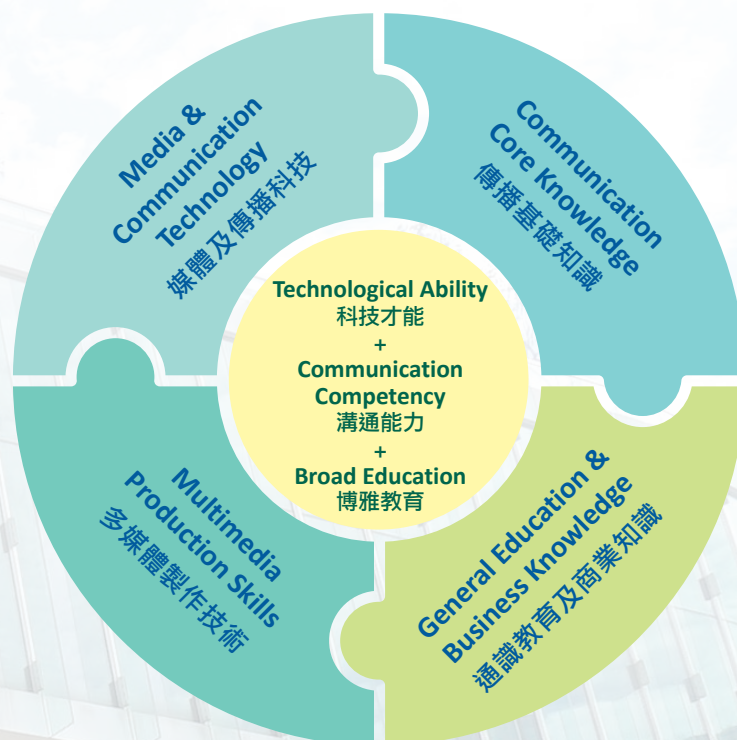 Media &
Communication
Technology
媒體及傳播科技
Communication
Core Knowledge
傳播基礎知識
Technological Ability
科技才能
+
Communication
Competency
溝通能力
+
Broad Education
博雅教育
Multimedia
Production Skills
多媒體製作技術
General Education &
Business Knowledge
通識教育及商業知識